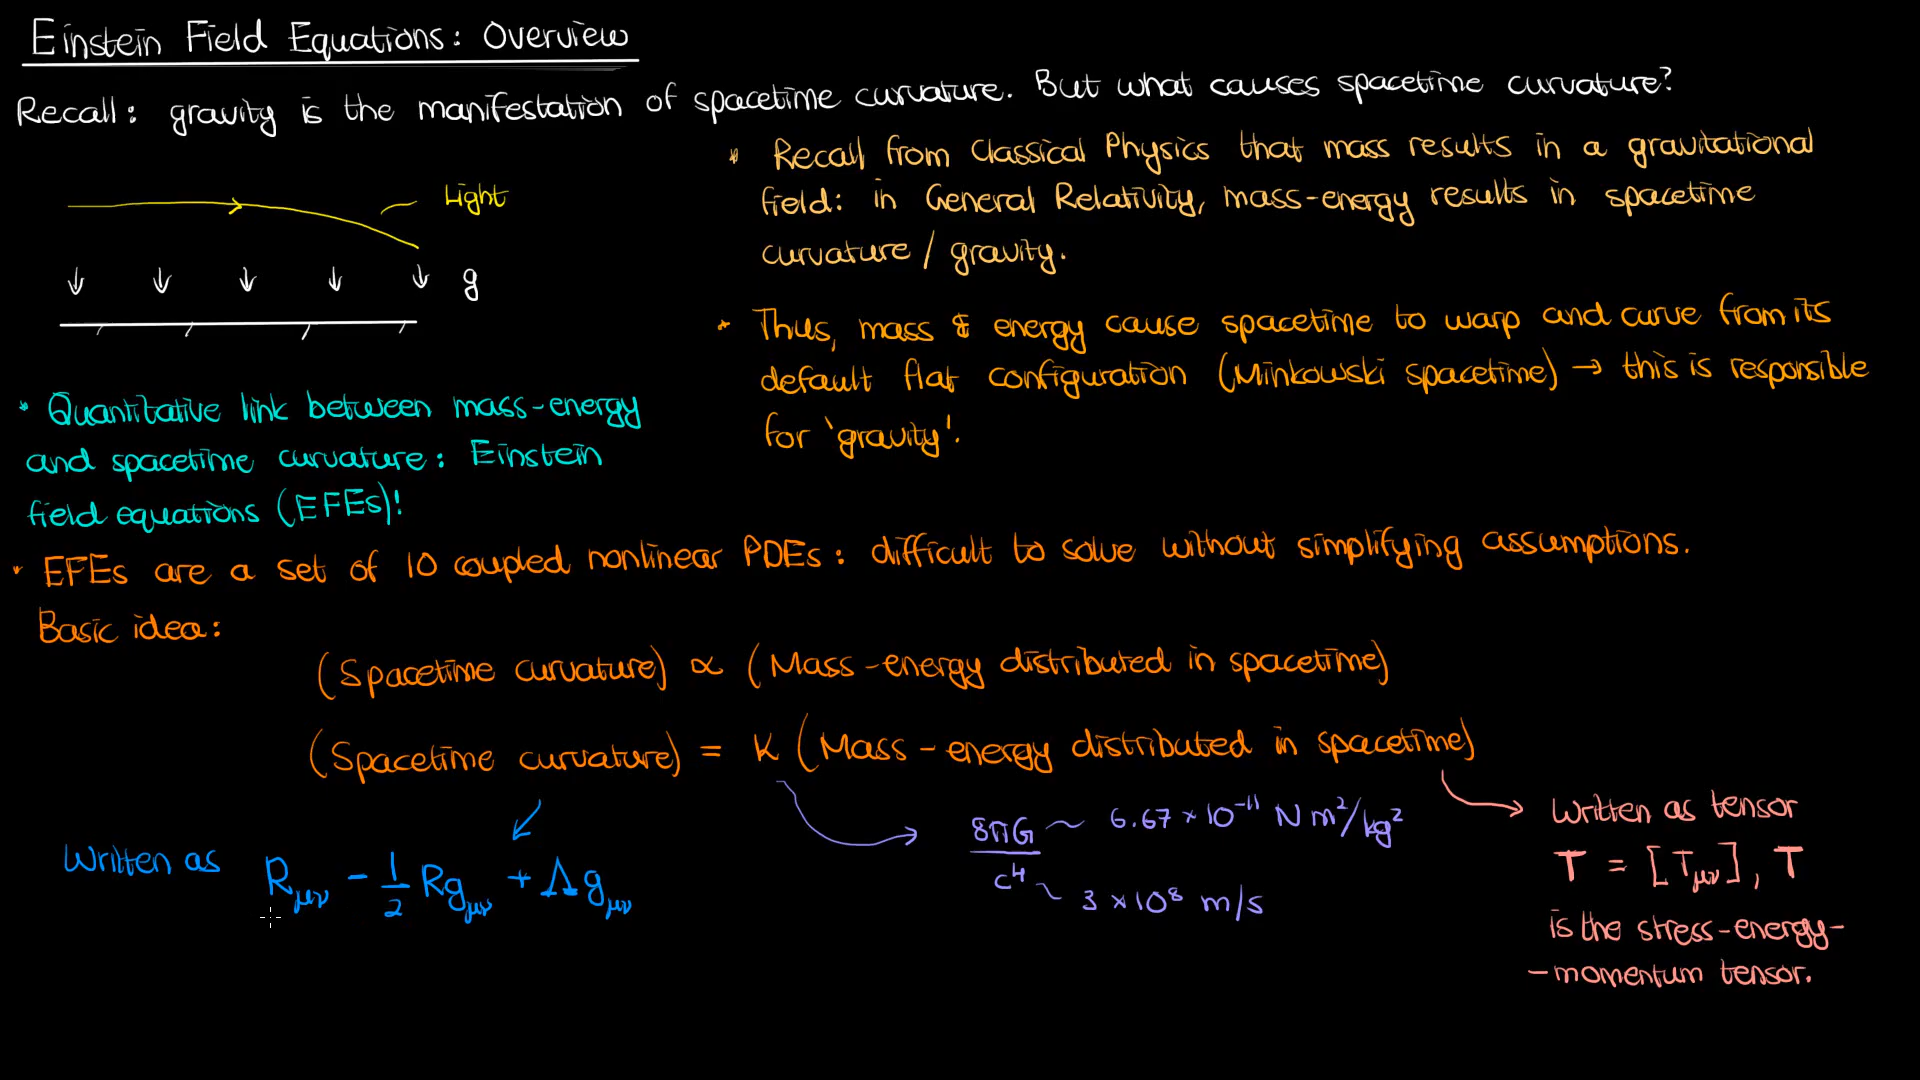 Einstein Field Equations: Overview
Recall: gravity is the manifestation of spacetime curvature. But what causes spacetime curvature?
* Recall from Classical Physics that mass results in a gravitational
field: in General Relativity, mass-energy results in spacetime
curvature / gravity.
Light
g
* Thus, mass & energy cause spacetime to warp and curve from its
default flat configuration (Minkowski spacetime) → this is responsible
for 'gravity'.
* Quantitative link between mass-energy
and spacetime curvature: Einstein
field equations (EFEs)!
* EFEs are a set of 10 coupled nonlinear PDEs: difficult to solve without simplifying assumptions.
Basic idea:
(Spacetime curvature) ∝ (Mass-energy distributed in spacetime)
(Spacetime curvature) = K (Mass-energy distributed in spacetime)
Written as R_μν - 1/2 Rg_μν + Λg_μν
8πG ~ 6.67 × 10⁻¹¹ N m²/kg²
c⁴ ~ 3 × 10⁸ m/s
Written as tensor
T = [T_μν], T
is the stress-energy-
-momentum tensor.